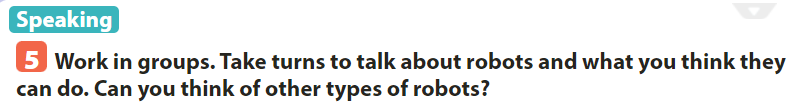 Speaking
5 Work in groups. Take turns to talk about robots and what you think they
can do. Can you think of other types of robots?